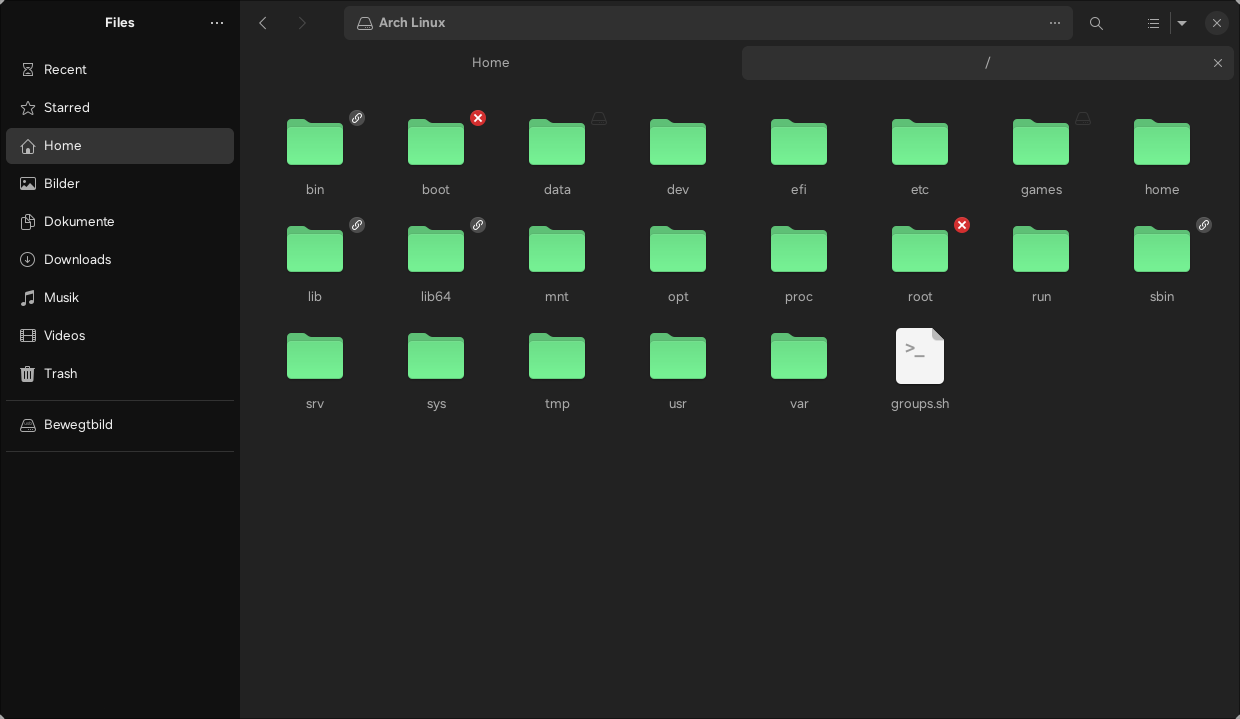 Files
Arch Linux
Recent
Starred
Home
Bilder
Dokumente
Downloads
Musik
Videos
Trash
Bewegtbild
Home
/
bin
boot
data
dev
efi
etc
games
home
lib
lib64
mnt
opt
proc
root
run
sbin
srv
sys
tmp
usr
var
>_
groups.sh